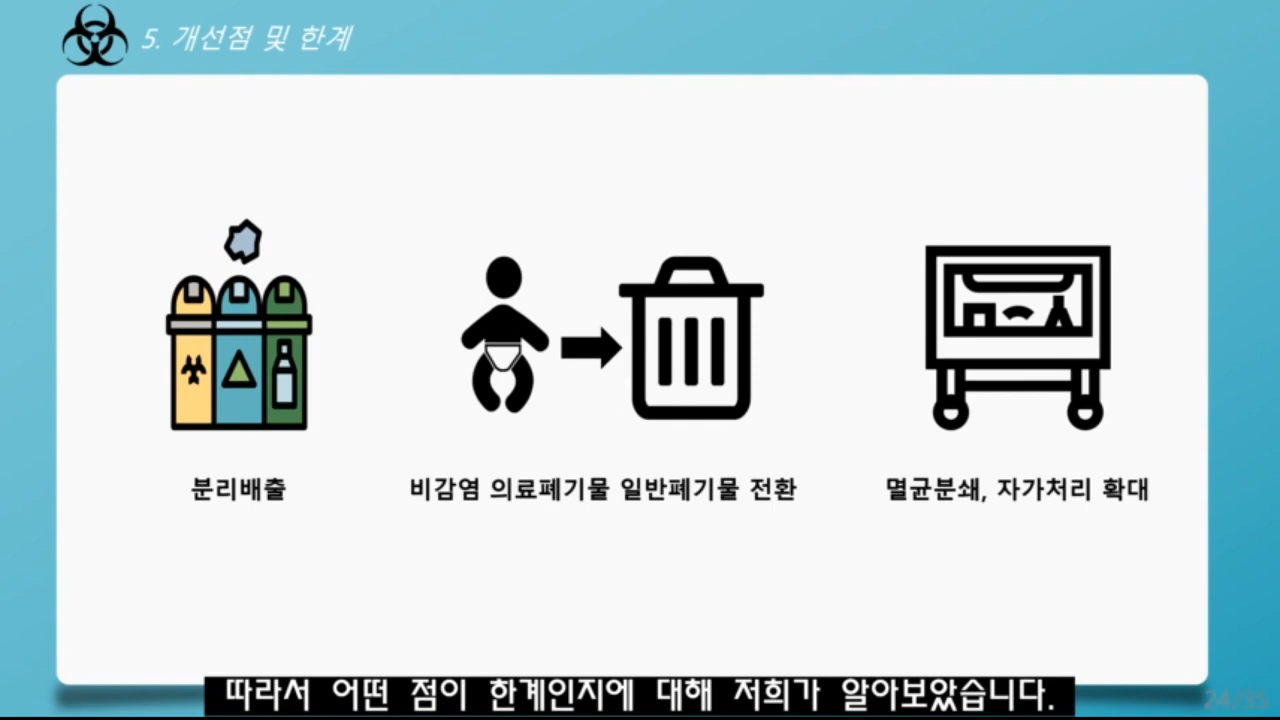 5. 개선점 및 한계
분리배출
비감염 의료폐기물 일반폐기물 전환
멸균분쇄, 자가처리 확대
따라서 어떤 점이 한계인지에 대해 저희가 알아보았습니다.
24/35